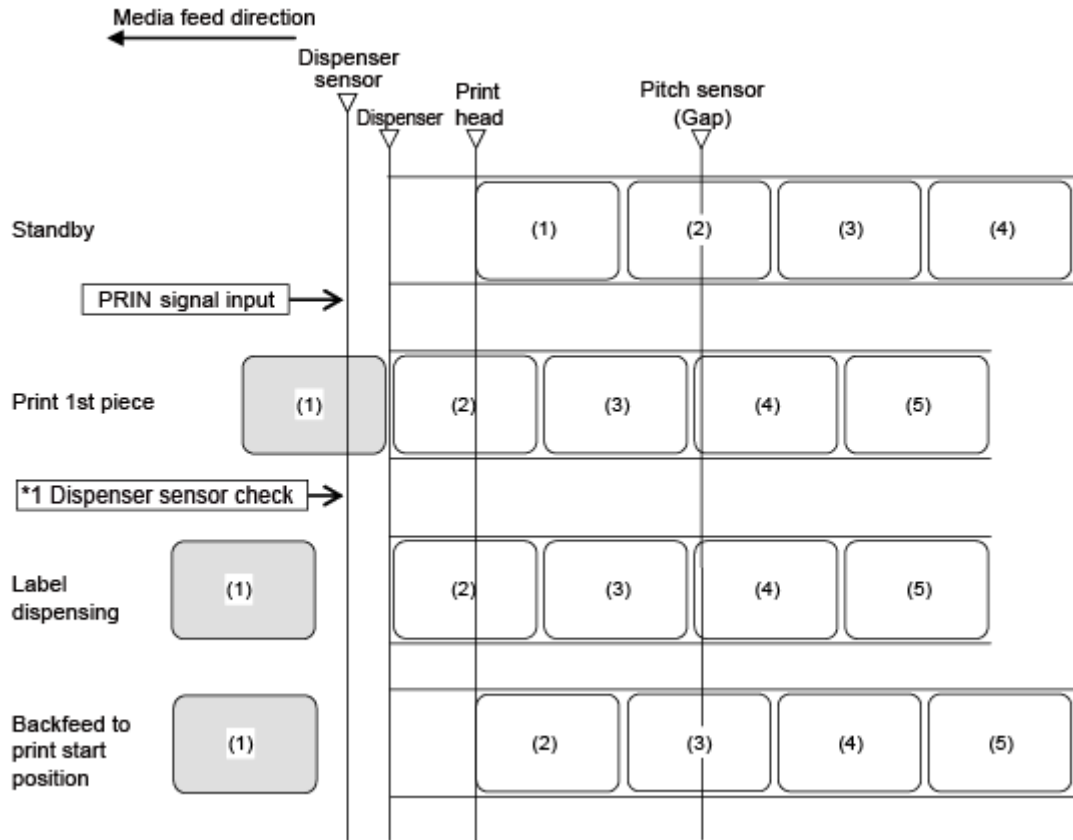 Media feed direction
Dispenser
sensor
Dispenser
Print
head
Pitch sensor
(Gap)
Standby
(1)
(2)
(3)
(4)
PRIN signal input
Print 1st piece
(1)
(2)
(3)
(4)
(5)
*1 Dispenser sensor check
Label
dispensing
(1)
(2)
(3)
(4)
(5)
Backfeed to
print start
position
(1)
(2)
(3)
(4)
(5)